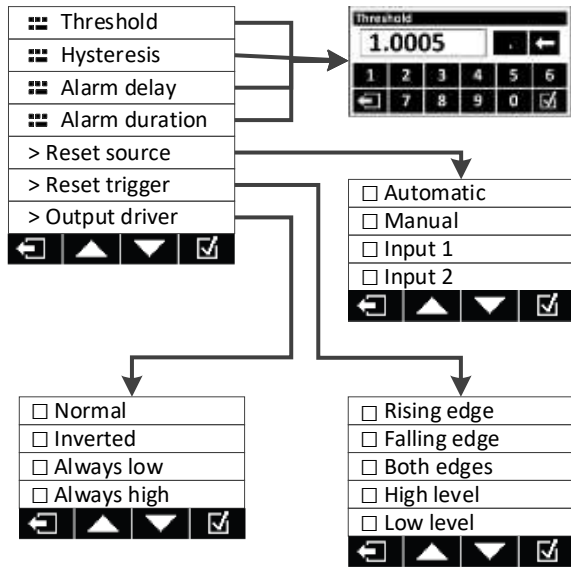 Threshold
Hysteresis
Alarm delay
Alarm duration
> Reset source
> Reset trigger
> Output driver
Threshold
1.0005 .
1 2 3 4 5 6
7 8 9 0
Automatic
Manual
Input 1
Input 2
Normal
Inverted
Always low
Always high
Rising edge
Falling edge
Both edges
High level
Low level